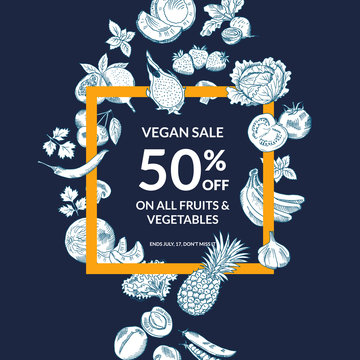 VEGAN SALE
50% OFF
ON ALL FRUITS &
VEGETABLES
ENDS JULY, 17, DON'T MISS IT